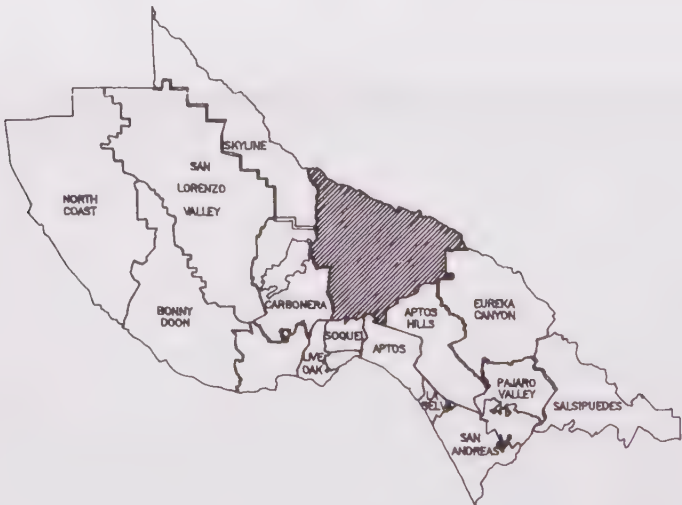 SKYLINE
SAN
LORENZO
VALLEY
NORTH
COAST
BONNY
DOON
CARBONERA
SOQUEL
LIVE
OAK
APTOS
APTOS
HILLS
EUREKA
CANYON
LA
SELVA
PAJARO
VALLEY
SALSIPUEDES
SAN
ANDREAS